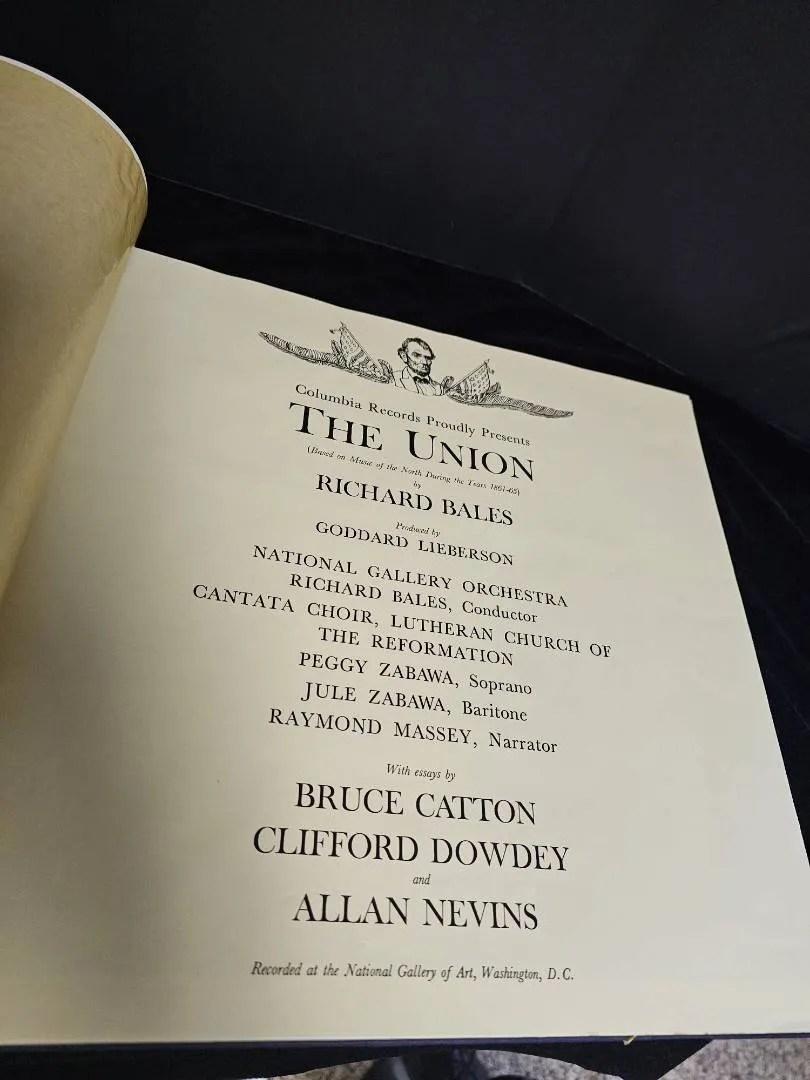 Columbia Records Proudly Presents
THE UNION
(Based on Music of the North During the Years 1861-65)
by
RICHARD BALES
Produced by
GODDARD LIEBERSON
NATIONAL GALLERY ORCHESTRA
RICHARD BALES, Conductor
CANTATA CHOIR, LUTHERAN CHURCH OF
THE REFORMATION
PEGGY ZABAWA, Soprano
JULE ZABAWA, Baritone
RAYMOND MASSEY, Narrator
With essays by
BRUCE CATTON
CLIFFORD DOWDEY
and
ALLAN NEVINS
Recorded at the National Gallery of Art, Washington, D.C.